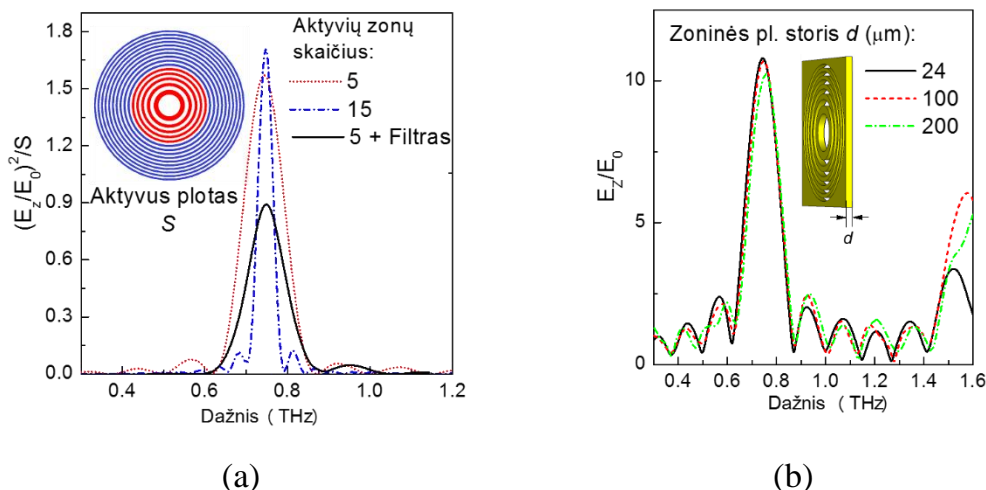 Aktyvių zonų
skaičius:
5
15
5 + Filtras
Aktyvus plotas
S
(E_z/E_0)²/S
1.8
1.5
1.2
0.9
0.6
0.3
0.0
0.4 0.6 0.8 1.0 1.2
Dažnis ( THz)
(a)
b)
Zoninės pl. storis d (μm):
24
100
200
d
E_Z/E_0
10
5
0
0.4 0.6 0.8 1.0 1.2 1.4 1.6
Dažnis ( THz)
(b)